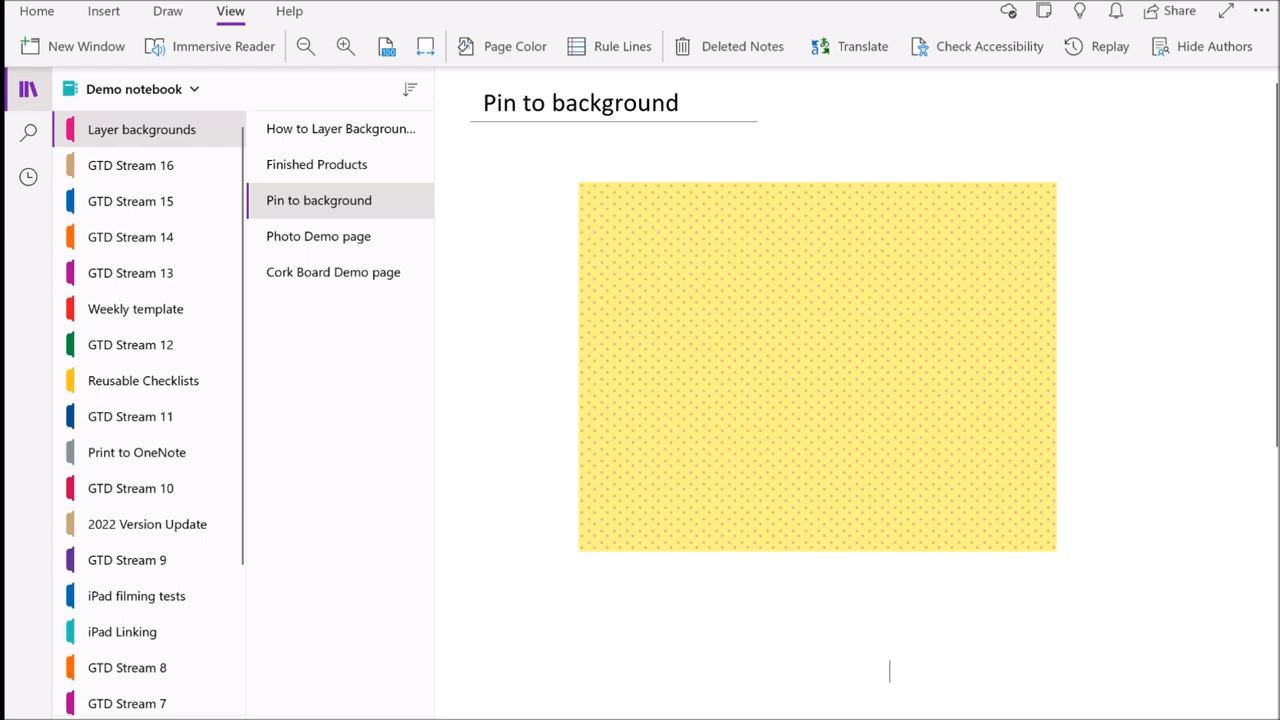 Home Insert Draw View Help Share
New Window Immersive Reader 100 Page Color Rule Lines Deleted Notes Translate Check Accessibility Replay Hide Authors
Demo notebook
Layer backgrounds
GTD Stream 16
GTD Stream 15
GTD Stream 14
GTD Stream 13
Weekly template
GTD Stream 12
Reusable Checklists
GTD Stream 11
Print to OneNote
GTD Stream 10
2022 Version Update
GTD Stream 9
iPad filming tests
iPad Linking
GTD Stream 8
GTD Stream 7
How to Layer Backgroun...
Finished Products
Pin to background
Photo Demo page
Cork Board Demo page
Pin to background